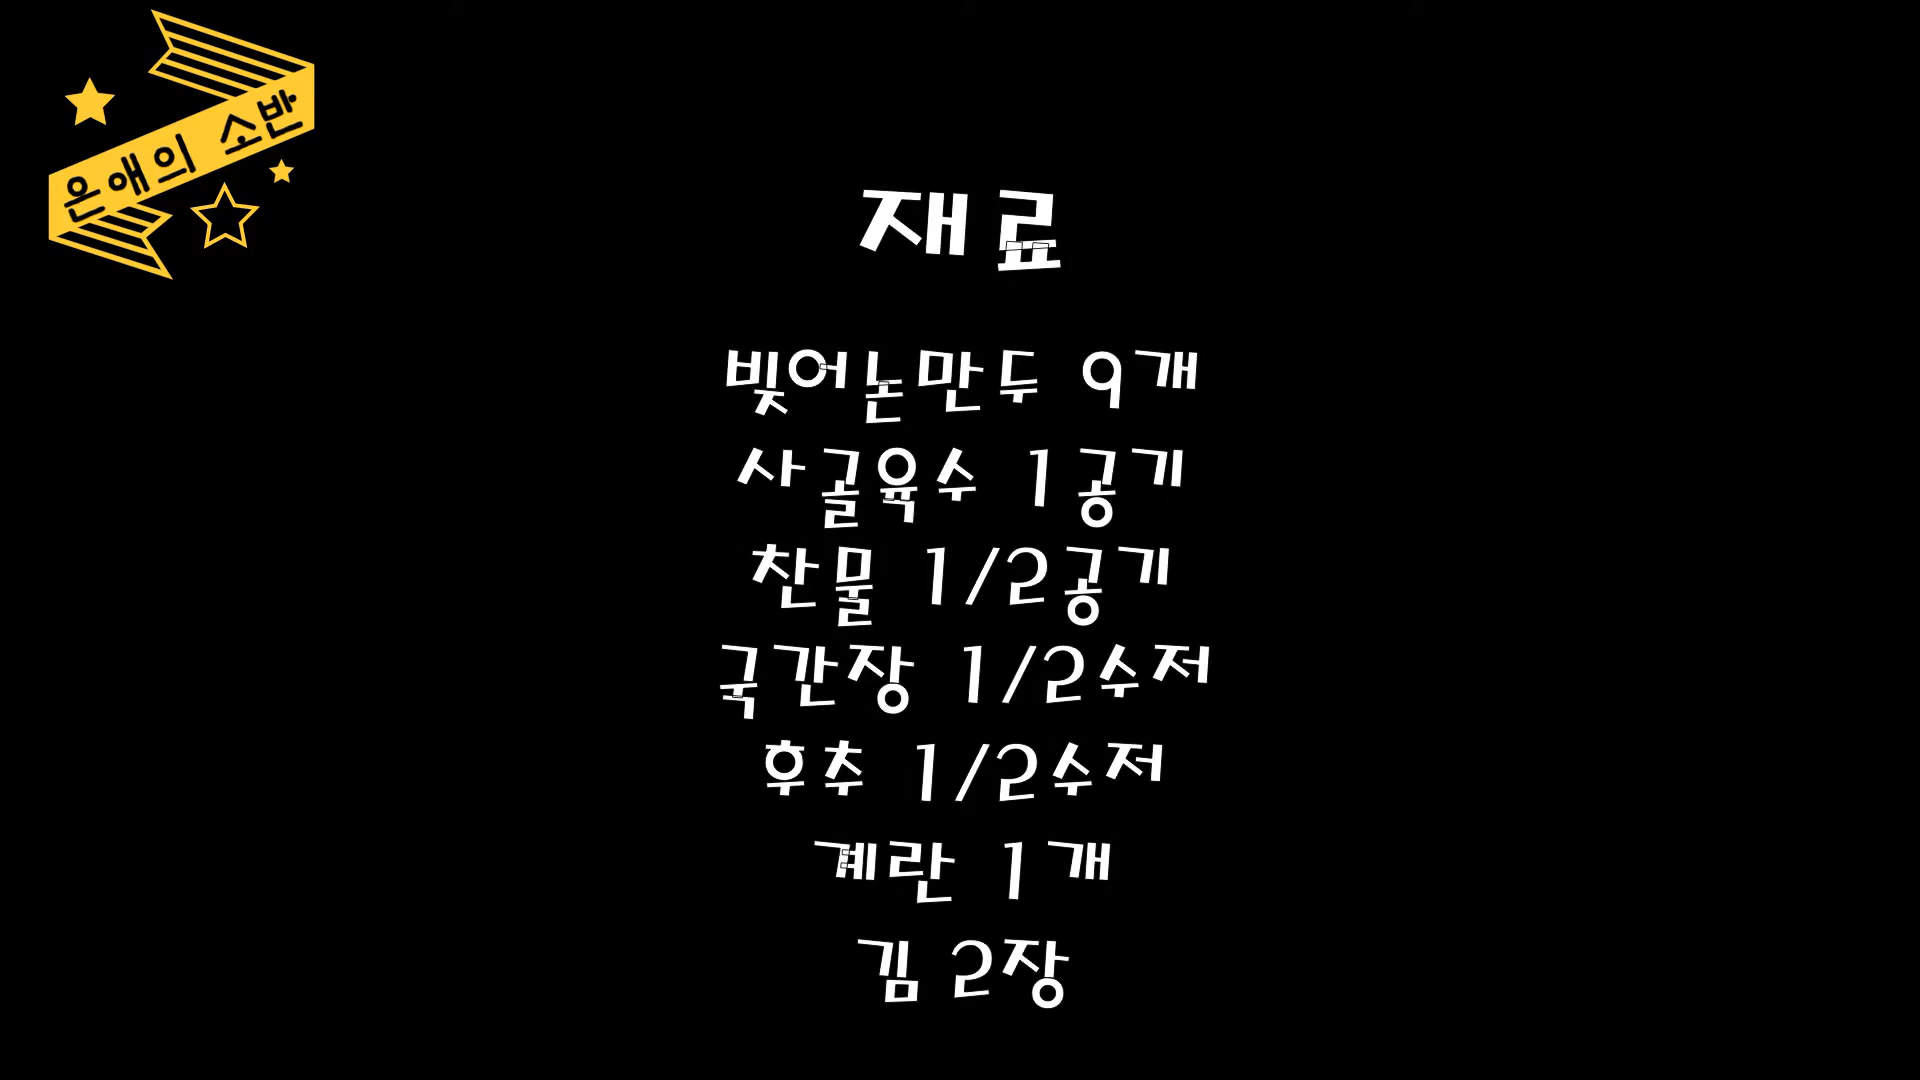 은애의 소반
재료
빚어논만두 9개
사골육수 1공기
찬물 1/2공기
국간장 1/2수저
후추 1/2수저
계란 1개
김 2장